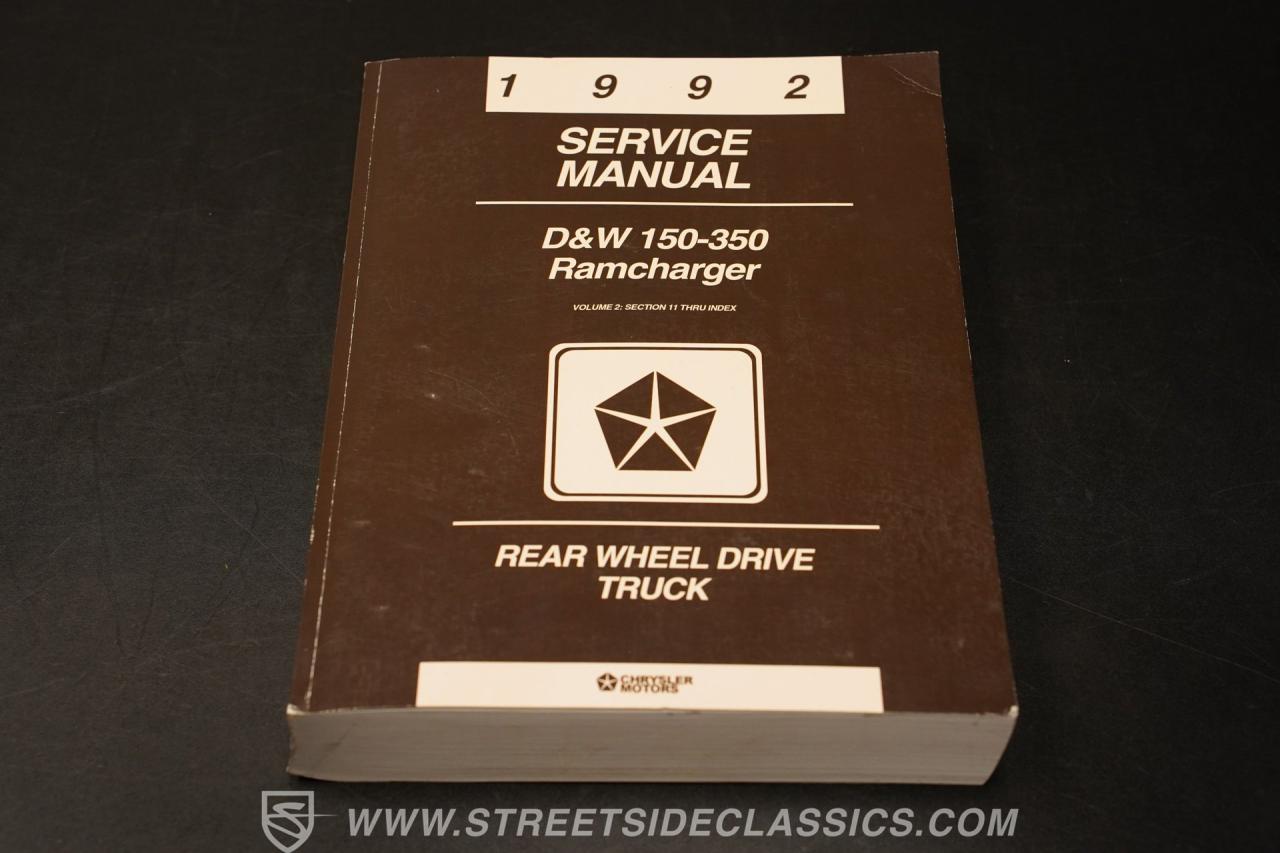 1 9 9 2
SERVICE
MANUAL
D&W 150-350
Ramcharger
VOLUME 2: SECTION 11 THRU INDEX
REAR WHEEL DRIVE
TRUCK
CHRYSLER
MOTORS
WWW.STREETSIDECLASSICS.COM